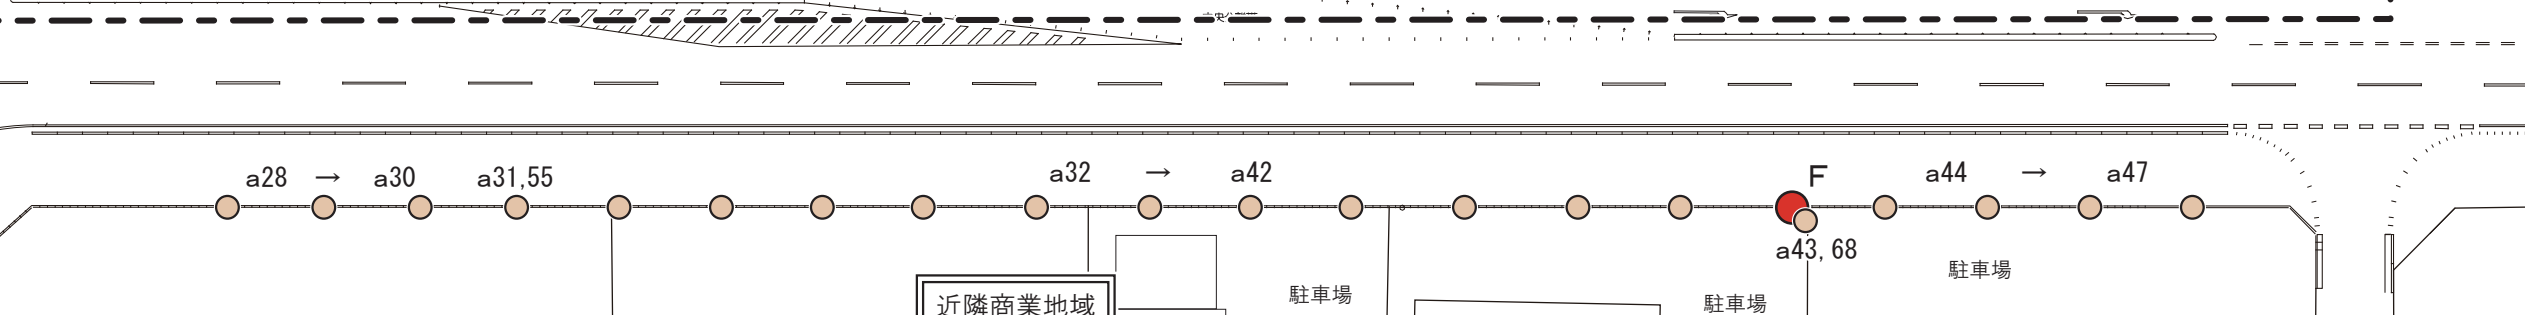 a28 → a30 a31,55 a32 → a42 F a44 → a47
a43,68
駐車場
駐車場
駐車場
近隣商業地域